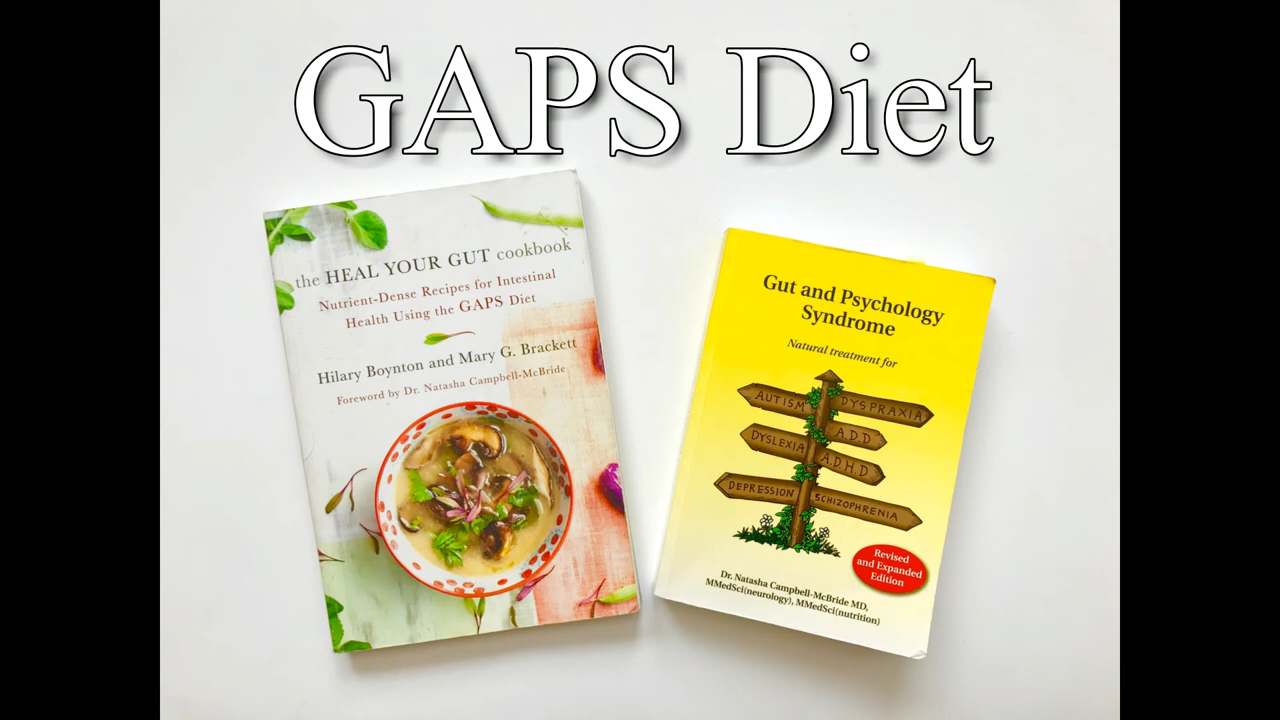 GAPS Diet
the HEAL YOUR GUT cookbook
Nutrient-Dense Recipes for Intestinal
Health Using the GAPS Diet
Hilary Boynton and Mary G. Brackett
Foreword by Dr. Natasha Campbell-McBride
Gut and Psychology
Syndrome
Natural treatment for
AUTISM
DYSPRAXIA
A.D.D
DYSLEXIA
A.D.H.D
DEPRESSION
SCHIZOPHRENIA
Revised
and Expanded
Edition
Dr. Natasha Campbell-McBride MD,
MMedSci(neurology), MMedSci(nutrition)